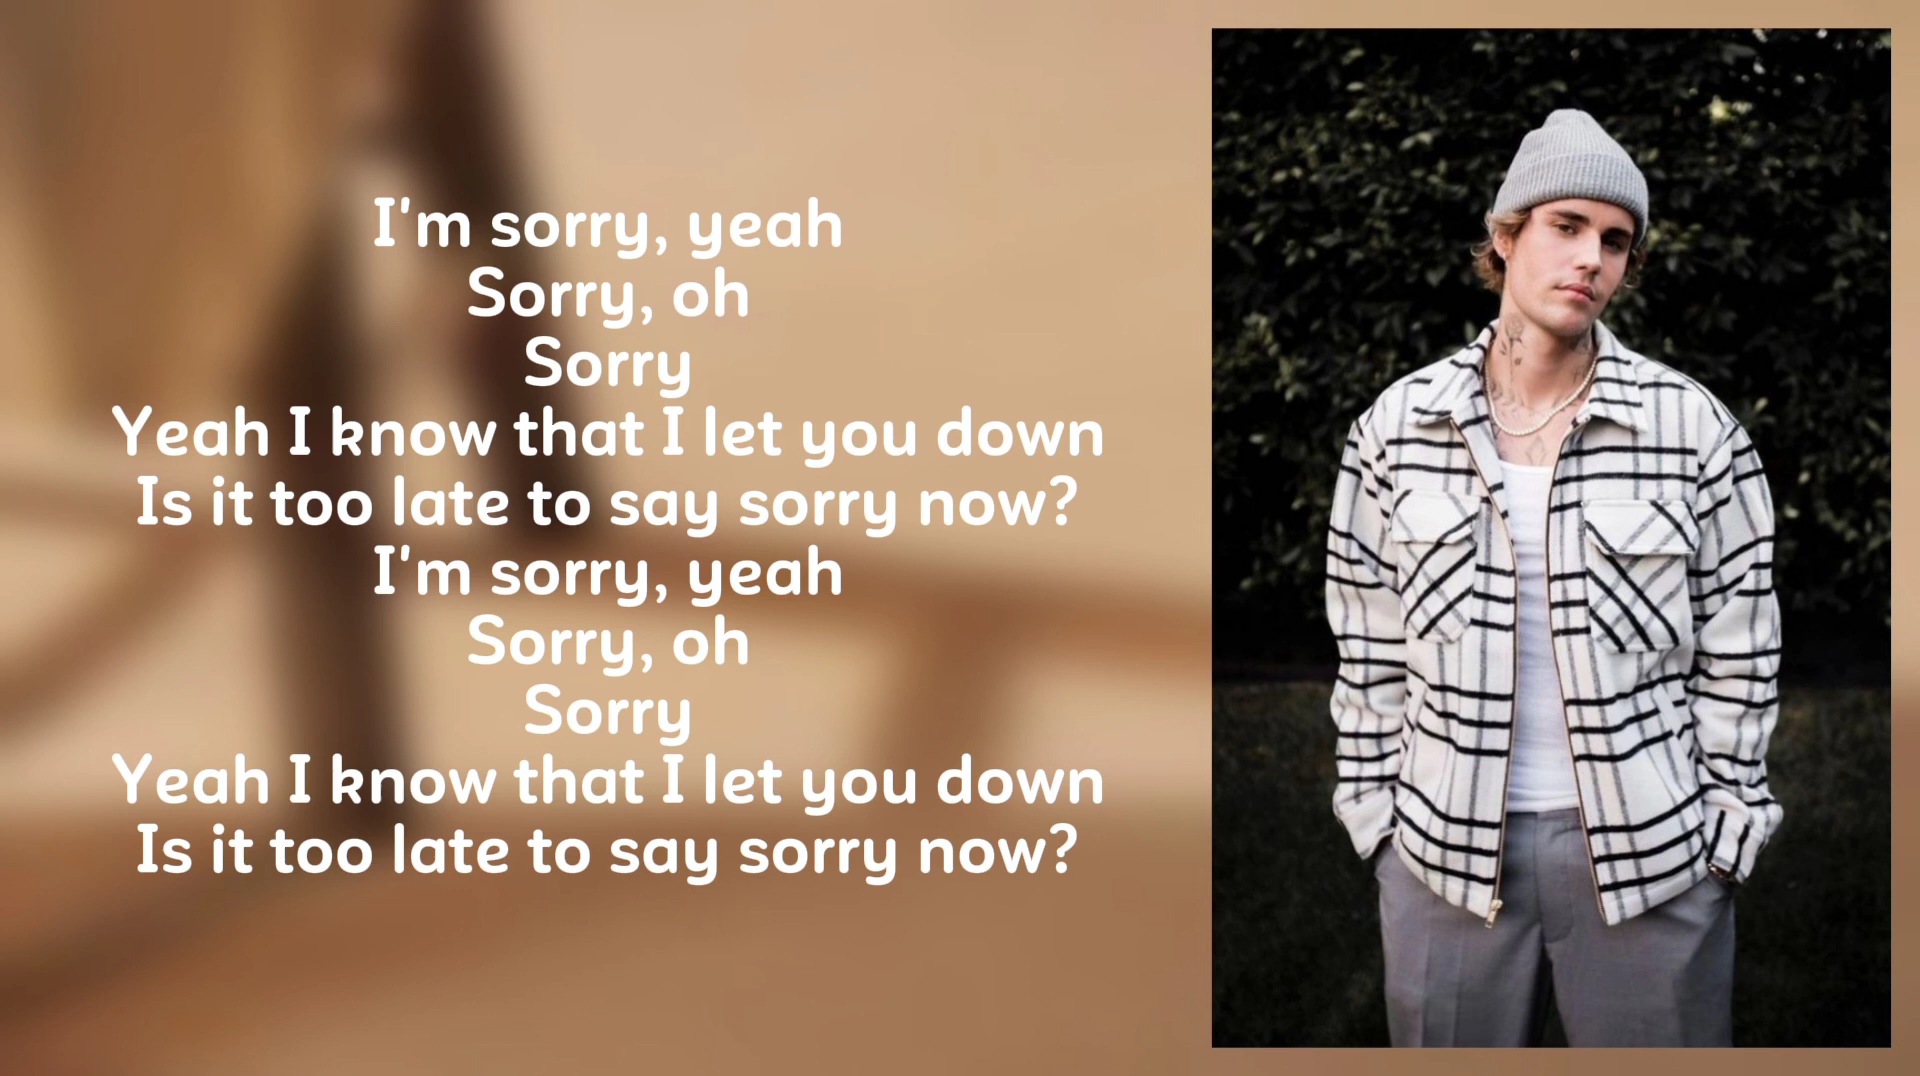 I'm sorry, yeah
Sorry, oh
Sorry
Yeah I know that I let you down
Is it too late to say sorry now?
I'm sorry, yeah
Sorry, oh
Sorry
Yeah I know that I let you down
Is it too late to say sorry now?